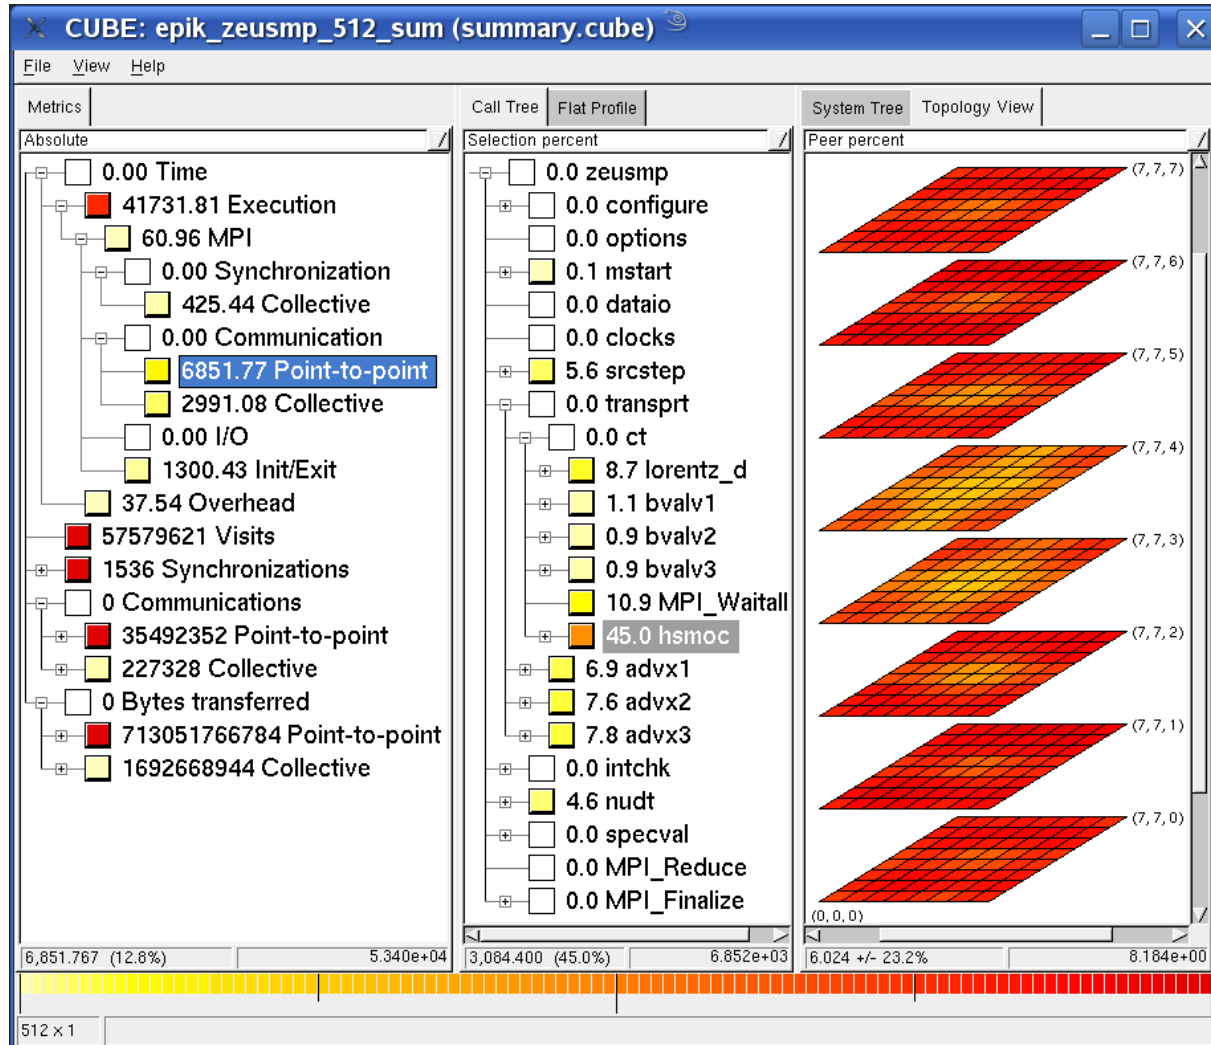 CUBE: epik_zeusmp_512_sum (summary.cube)
File View Help
Metrics
Absolute
0.00 Time
41731.81 Execution
60.96 MPI
0.00 Synchronization
425.44 Collective
0.00 Communication
6851.77 Point-to-point
2991.08 Collective
0.00 I/O
1300.43 Init/Exit
37.54 Overhead
57579621 Visits
1536 Synchronizations
0 Communications
35492352 Point-to-point
227328 Collective
0 Bytes transferred
713051766784 Point-to-point
1692668944 Collective
6,851.767 (12.8%) 5.340e+04
Call Tree Flat Profile
Selection percent
0.0 zeusmp
0.0 configure
0.0 options
0.1 mstart
0.0 dataio
0.0 clocks
5.6 srcstep
0.0 transprt
0.0 ct
8.7 lorentz_d
1.1 bvalv1
0.9 bvalv2
0.9 bvalv3
10.9 MPI_Waitall
45.0 hsmoc
6.9 advx1
7.6 advx2
7.8 advx3
0.0 intchk
4.6 nudt
0.0 specval
0.0 MPI_Reduce
0.0 MPI_Finalize
3,084.400 (45.0%) 6.852e+03
System Tree Topology View
Peer percent
(7,7,7)
(7,7,6)
(7,7,5)
(7,7,4)
(7,7,3)
(7,7,2)
(7,7,1)
(7,7,0)
(0,0,0)
6.024 +/- 23.2% 8.184e+00
512 x 1